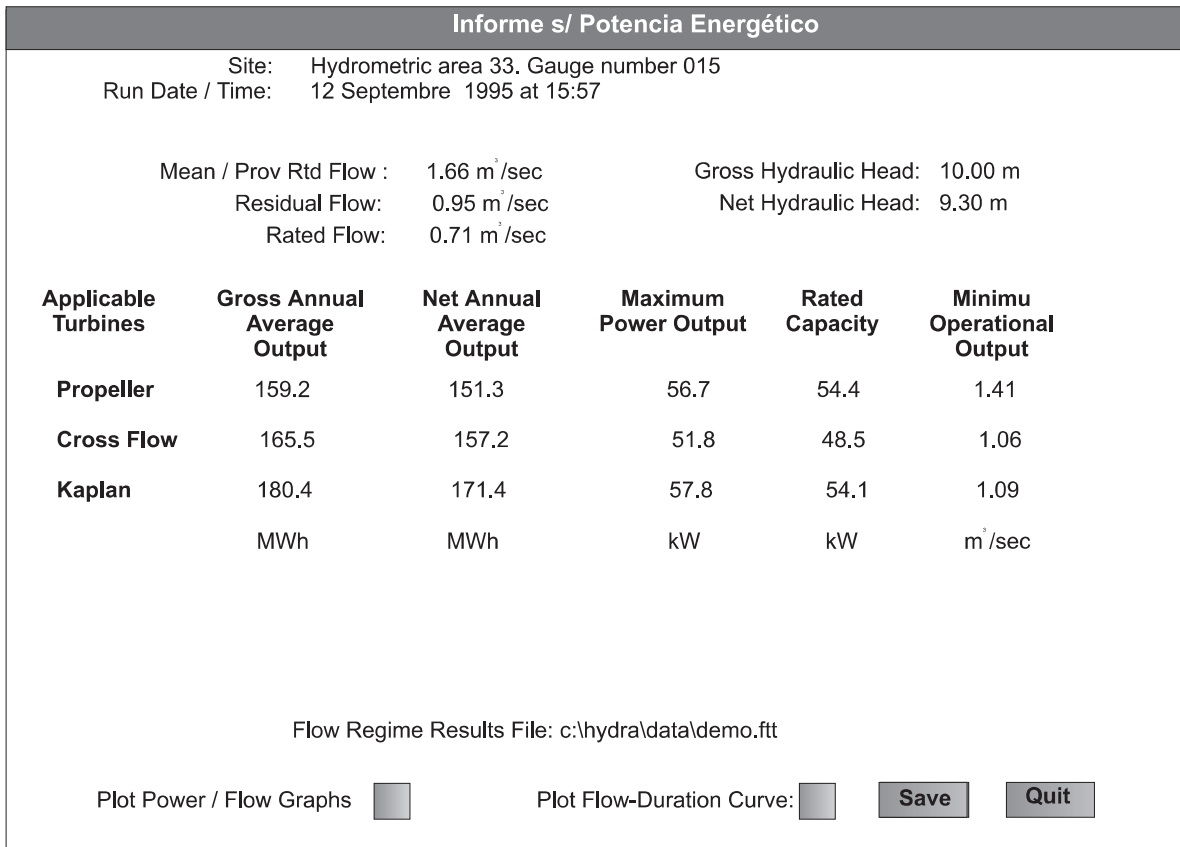 Informe s/ Potencia Energético
Site: Hydrometric area 33. Gauge number 015
Run Date / Time: 12 Septembre 1995 at 15:57
Mean / Prov Rtd Flow : 1.66 m³/sec Gross Hydraulic Head: 10.00 m
Residual Flow: 0.95 m³/sec Net Hydraulic Head: 9.30 m
Rated Flow: 0.71 m³/sec
Applicable Gross Annual Net Annual Maximum Rated Minimu
Turbines Average Average Power Output Capacity Operational
Output Output Output
Propeller 159.2 151.3 56.7 54.4 1.41
Cross Flow 165.5 157.2 51.8 48.5 1.06
Kaplan 180.4 171.4 57.8 54.1 1.09
MWh MWh kW kW m³/sec
Flow Regime Results File: c:\hydra\data\demo.ftt
Plot Power / Flow Graphs Plot Flow-Duration Curve: Save Quit